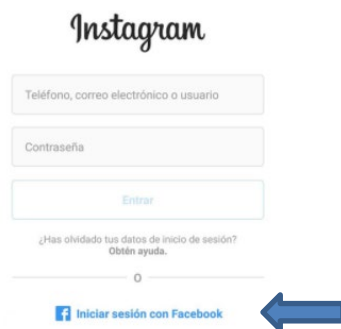 Instagram
Teléfono, correo electrónico o usuario
Contraseña
Entrar
¿Has olvidado tus datos de inicio de sesión?
Obtén ayuda.
O
Iniciar sesión con Facebook